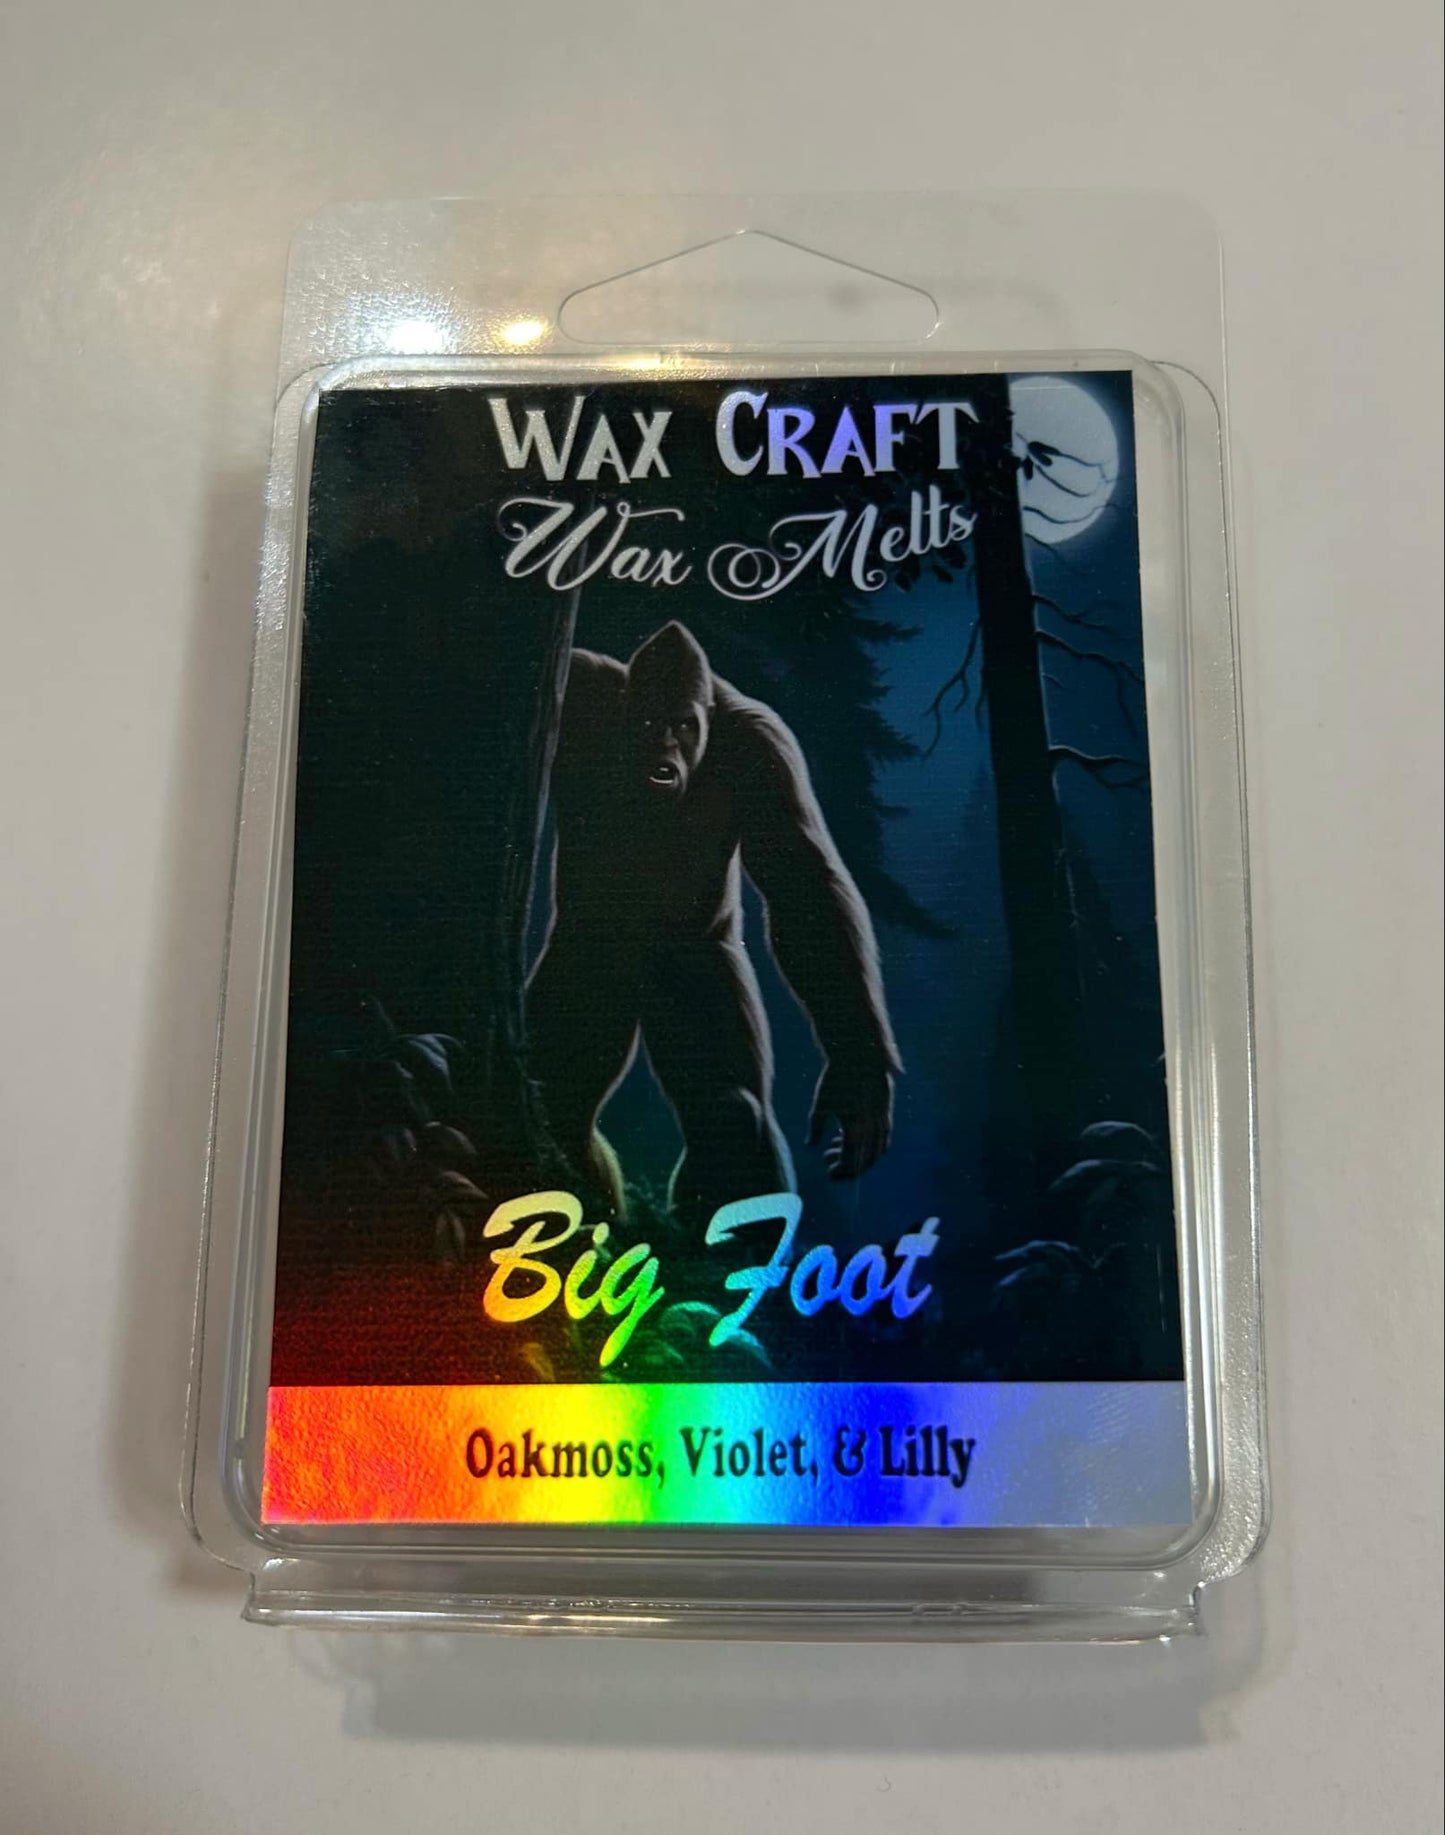 Wax Craft
Wax Melts
Big Foot
Oakmoss, Violet, & Lilly